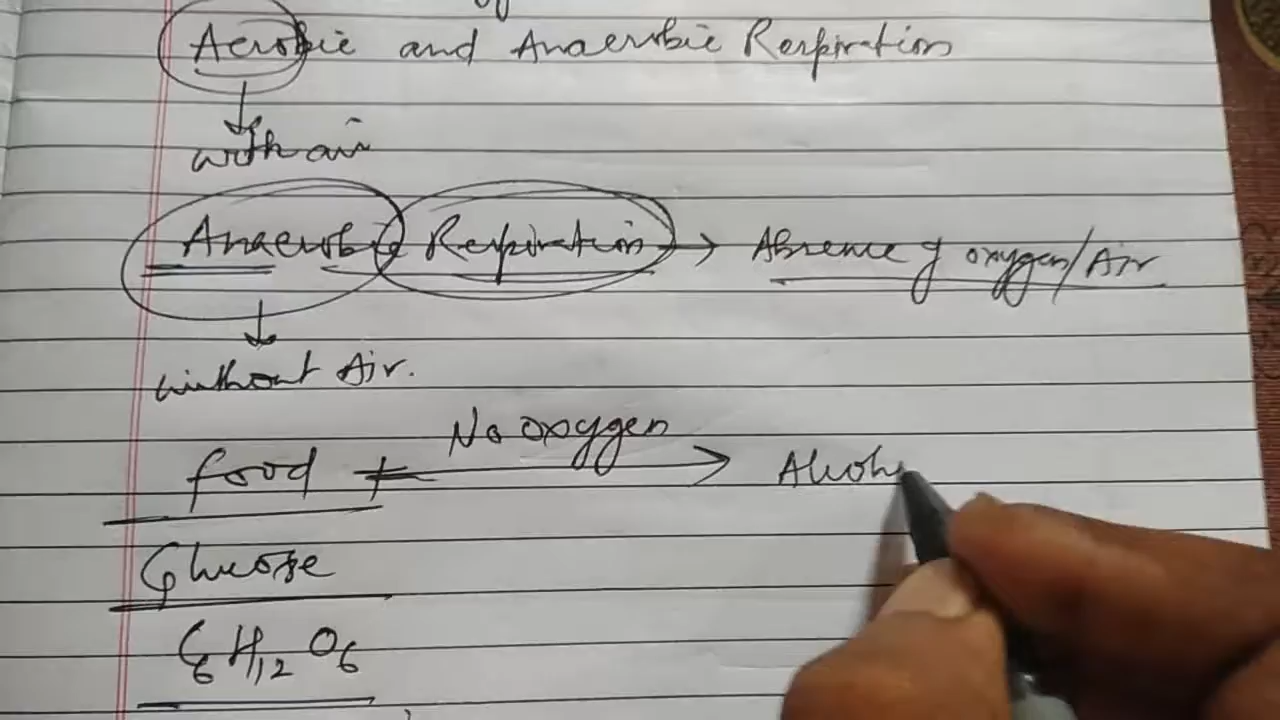 Aerobic and Anaerobic Respiration
with air
Anaerobic Respiration → Absence of oxygen/Air
without Air.
No oxygen
food + → Alcoh
Glucose
C6H12O6